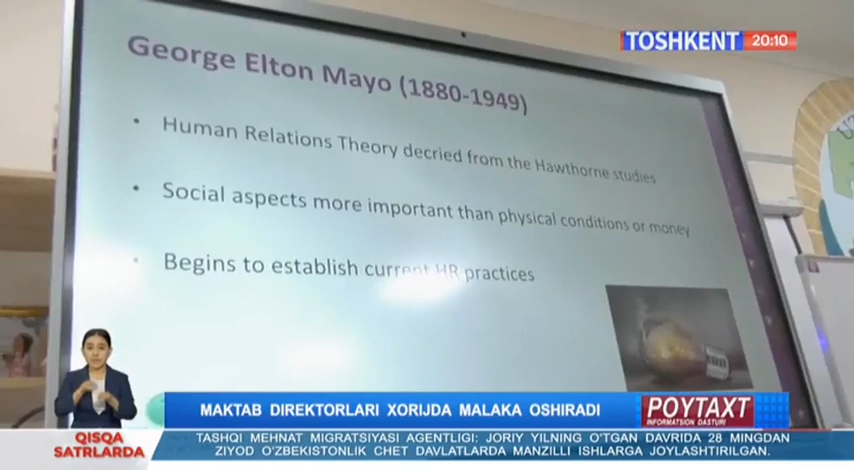 TOSHKENT 20:10
George Elton Mayo (1880-1949)
• Human Relations Theory decried from the Hawthorne studies
• Social aspects more important than physical conditions or money
• Begins to establish current HR practices
MAKTAB DIREKTORLARI XORIJDA MALAKA OSHIRADI
POYTAXT
INFORMATSION DASTURI
QISQA
SATRLARDA
TASHQI MEHNAT MIGRATSIYASI AGENTLIGI: JORIY YILNING O'TGAN DAVRIDA 28 MINGDAN
ZIYOD O'ZBEKISTONLIK CHET DAVLATLARDA MANZILLI ISHLARGA JOYLASHTIRILGAN.